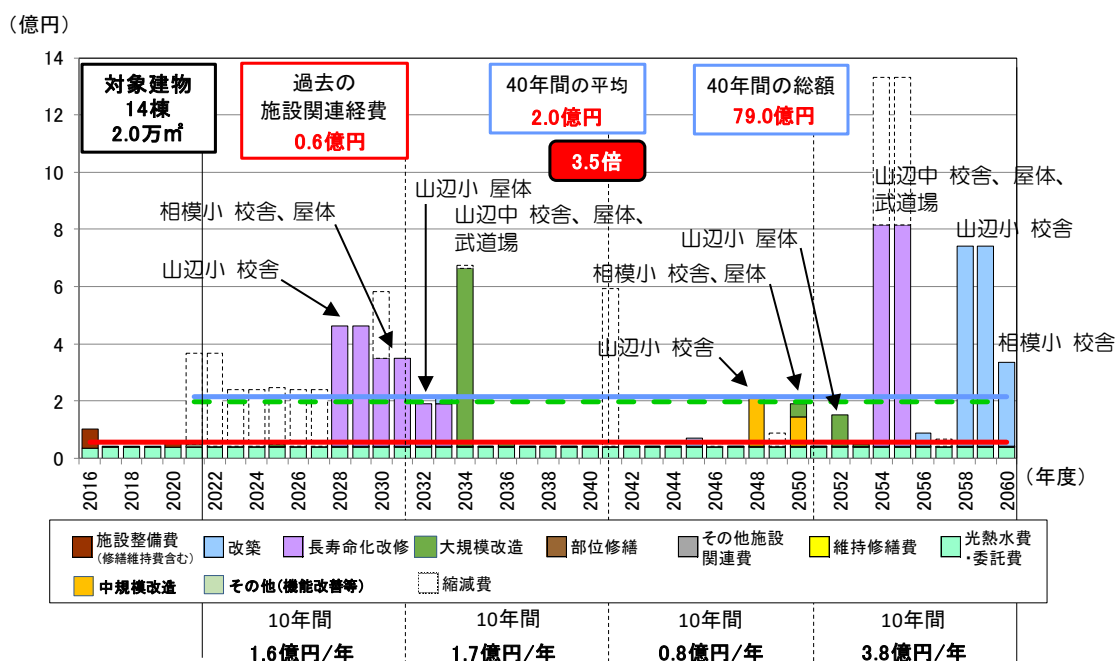 （億円）
対象建物
14棟
2.0万㎡
過去の
施設関連経費
0.6億円
40年間の平均
2.0億円
3.5倍
40年間の総額
79.0億円
14
12
10
8
6
4
2
0
山辺小 校舎
相模小 校舎、屋体
山辺小 屋体
山辺中 校舎、屋体、
武道場
山辺小 校舎
相模小 校舎、屋体
山辺小 屋体
山辺中 校舎、屋体、
武道場
山辺小 校舎
相模小 校舎
2016
2018
2020
2022
2024
2026
2028
2030
2032
2034
2036
2038
2040
2042
2044
2046
2048
2050
2052
2054
2056
2058
2060
（年度）
施設整備費
（修繕維持費含む）
改築
長寿命化改修
大規模改造
部位修繕
その他施設
関連費
維持修繕費
光熱水費
・委託費
中規模改造
その他（機能改善等）
縮減費
10年間
1.6億円/年
10年間
1.7億円/年
10年間
0.8億円/年
10年間
3.8億円/年